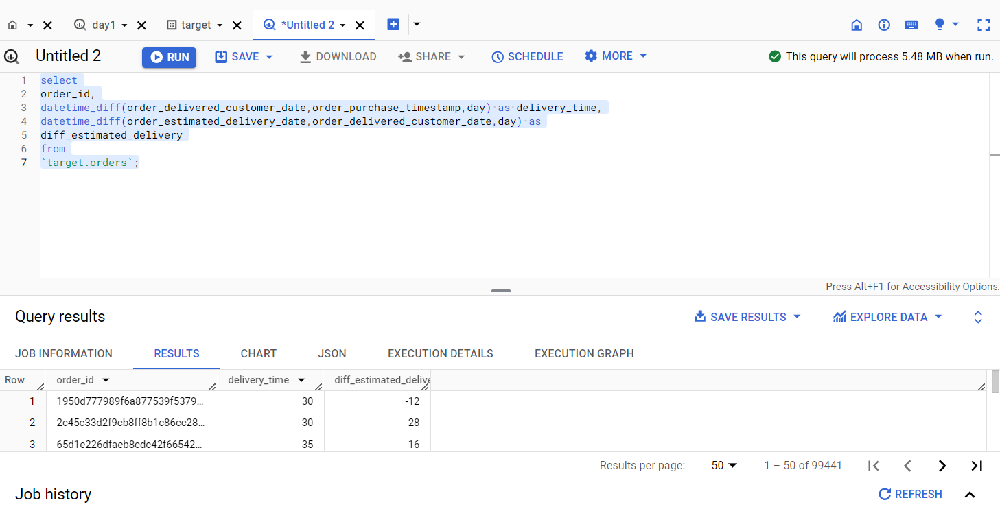 day1 target *Untitled 2
Untitled 2 RUN SAVE DOWNLOAD SHARE SCHEDULE MORE This query will process 5.48 MB when run.
1 select
2 order_id,
3 datetime_diff(order_delivered_customer_date,order_purchase_timestamp,day) as delivery_time,
4 datetime_diff(order_estimated_delivery_date,order_delivered_customer_date,day) as
5 diff_estimated_delivery
6 from
7 `target.orders`;
Press Alt+F1 for Accessibility Options.
Query results SAVE RESULTS EXPLORE DATA
JOB INFORMATION RESULTS CHART JSON EXECUTION DETAILS EXECUTION GRAPH
Row order_id delivery_time diff_estimated_delive
1 1950d777989f6a877539f5379... 30 -12
2 2c45c33d2f9cb8ff8b1c86cc28... 30 28
3 65d1e226dfaeb8cdc42f66542... 35 16
Results per page: 50 1 – 50 of 99441
Job history REFRESH